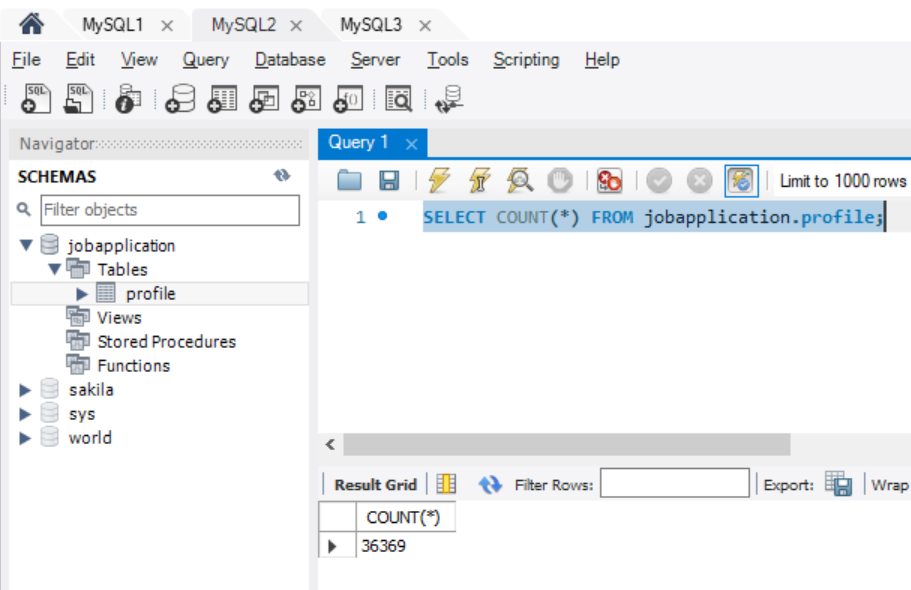 MySQL1 × MySQL2 × MySQL3 ×
File Edit View Query Database Server Tools Scripting Help
Navigator
SCHEMAS
Filter objects
jobapplication
Tables
profile
Views
Stored Procedures
Functions
sakila
sys
world
Query 1 ×
Limit to 1000 rows
1 SELECT COUNT(*) FROM jobapplication.profile;
Result Grid Filter Rows: Export: Wrap
COUNT(*)
36369